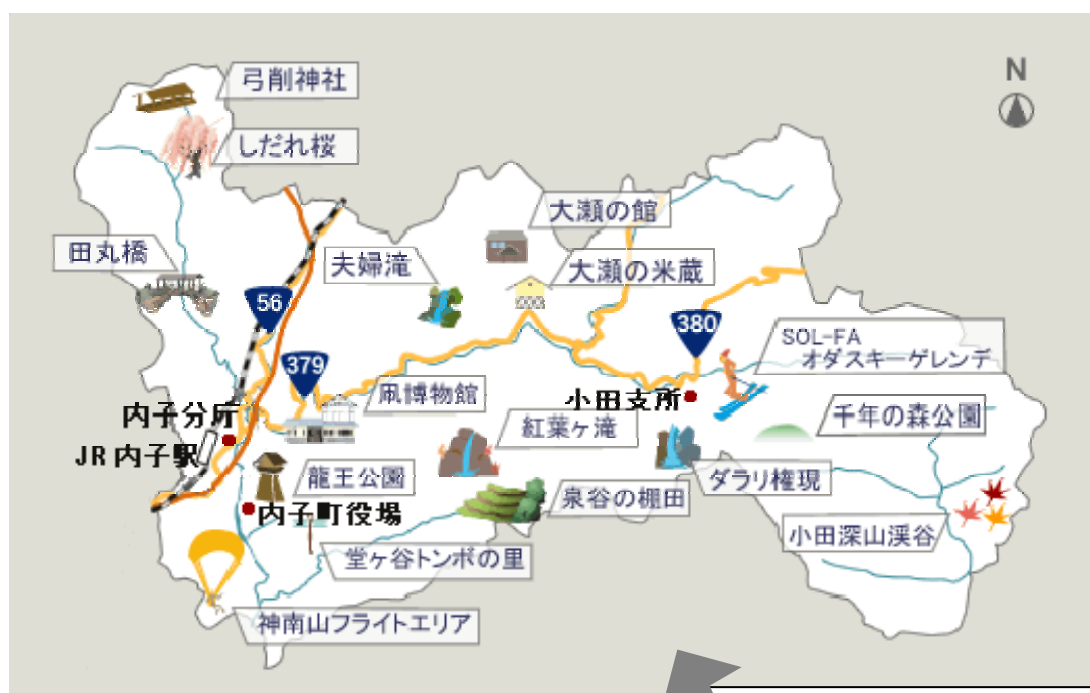 弓削神社
N
しだれ桜
大瀬の館
田丸橋
夫婦滝
大瀬の米蔵
56
380
SOL-FA
オダスキーゲレンデ
379
凧博物館
小田支所
内子分庁
紅葉ヶ滝
千年の森公園
JR内子駅
龍王公園
ダラリ権現
泉谷の棚田
内子町役場
小田深山渓谷
堂ヶ谷トンボの里
神南山フライトエリア